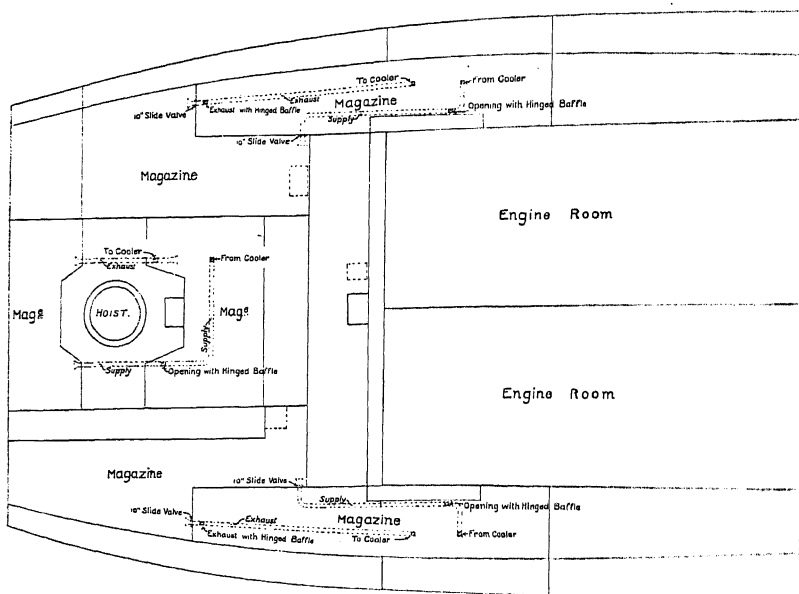 To Cooler
From Cooler
Exhaust
Magazine
Exhaust with Hinged Baffle
Opening with Hinged Baffle
10" Slide Valve
Supply
10" Slide Valve
Magazine
Engine Room
To Cooler
From Cooler
Exhaust
Mag.
HOIST.
Mag.
Supply
Supply
Opening with Hinged Baffle
Engine Room
Magazine
10" Slide Valve
Supply
Opening with Hinged Baffle
10" Slide Valve
Exhaust
Magazine
Exhaust with Hinged Baffle
To Cooler
From Cooler